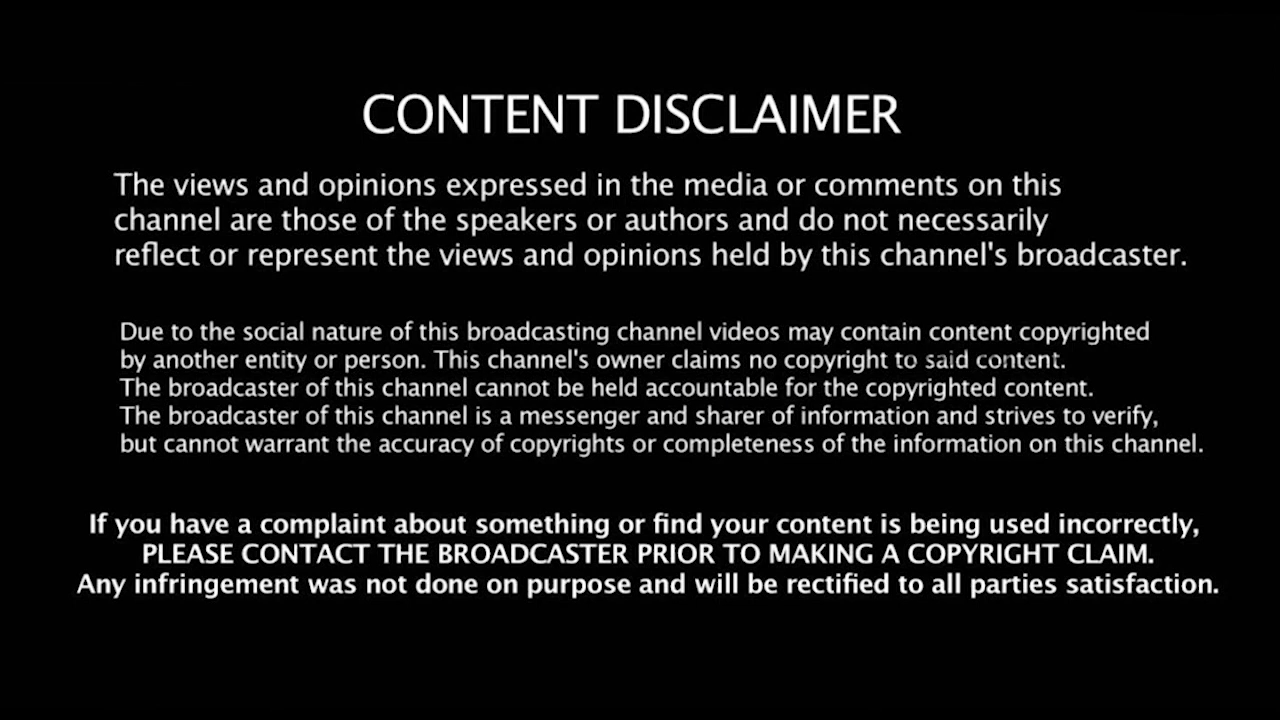 CONTENT DISCLAIMER
The views and opinions expressed in the media or comments on this
channel are those of the speakers or authors and do not necessarily
reflect or represent the views and opinions held by this channel's broadcaster.
Due to the social nature of this broadcasting channel videos may contain content copyrighted
by another entity or person. This channel's owner claims no copyright to said content.
The broadcaster of this channel cannot be held accountable for the copyrighted content.
The broadcaster of this channel is a messenger and sharer of information and strives to verify,
but cannot warrant the accuracy of copyrights or completeness of the information on this channel.
If you have a complaint about something or find your content is being used incorrectly,
PLEASE CONTACT THE BROADCASTER PRIOR TO MAKING A COPYRIGHT CLAIM.
Any infringement was not done on purpose and will be rectified to all parties satisfaction.